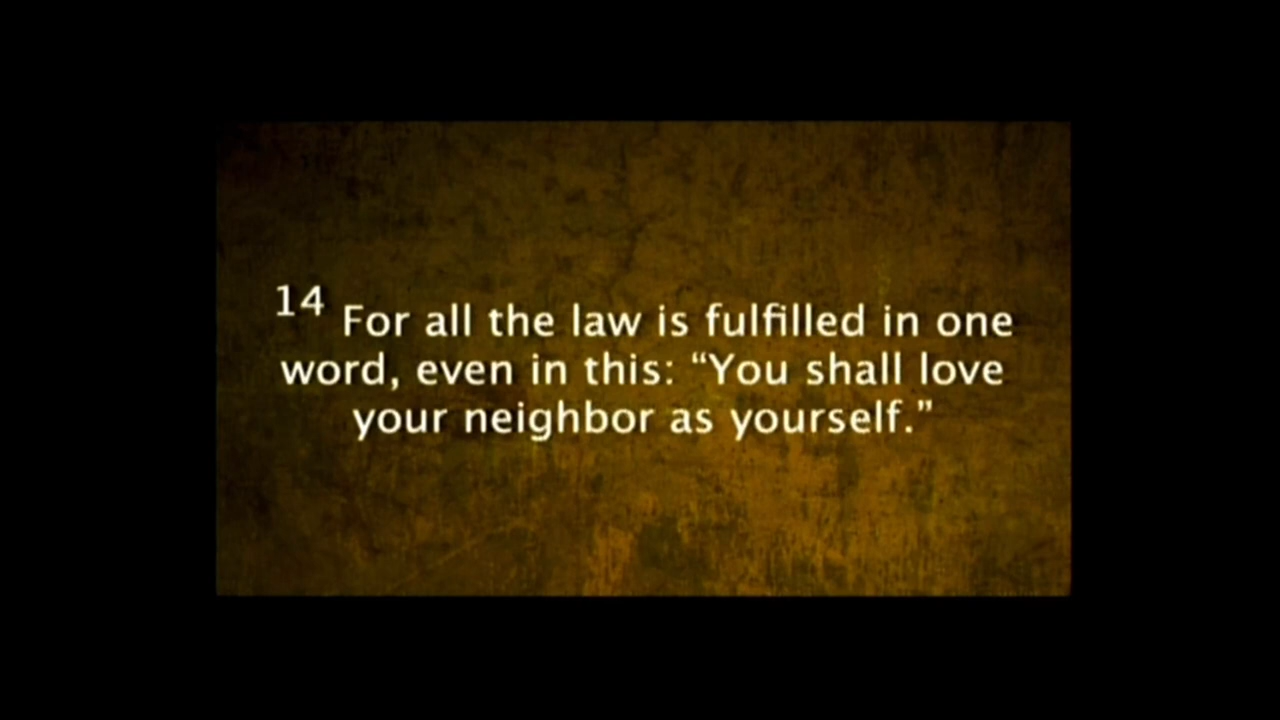 14 For all the law is fulfilled in one
word, even in this: “You shall love
your neighbor as yourself.”